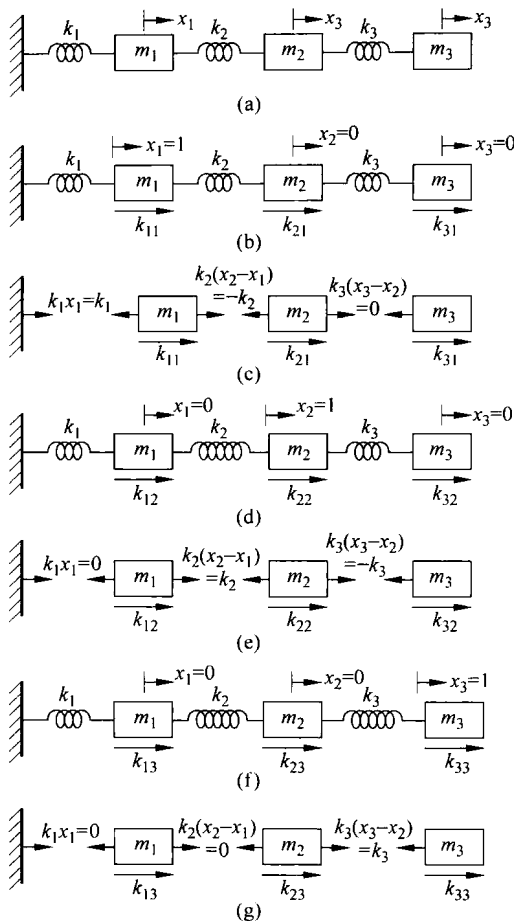 x₁ x₃ x₃
k₁ k₂ k₃
m₁ m₂ m₃
(a)
x₁=1 x₂=0 x₃=0
k₁ k₂ k₃
m₁ m₂ m₃
k₁₁ k₂₁ k₃₁
(b)
k₂(x₂−x₁) k₃(x₃−x₂)
k₁x₁=k₁ m₁ =−k₂ m₂ =0 m₃
k₁₁ k₂₁ k₃₁
(c)
x₁=0 x₂=1 x₃=0
k₁ k₂ k₃
m₁ m₂ m₃
k₁₂ k₂₂ k₃₂
(d)
k₂(x₂−x₁) k₃(x₃−x₂)
k₁x₁=0 m₁ =k₂ m₂ =−k₃ m₃
k₁₂ k₂₂ k₃₂
(e)
x₁=0 x₂=0 x₃=1
k₁ k₂ k₃
m₁ m₂ m₃
k₁₃ k₂₃ k₃₃
(f)
k₁x₁=0 m₁ k₂(x₂−x₁) m₂ k₃(x₃−x₂) m₃
=0 =k₃
k₁₃ k₂₃ k₃₃
(g)